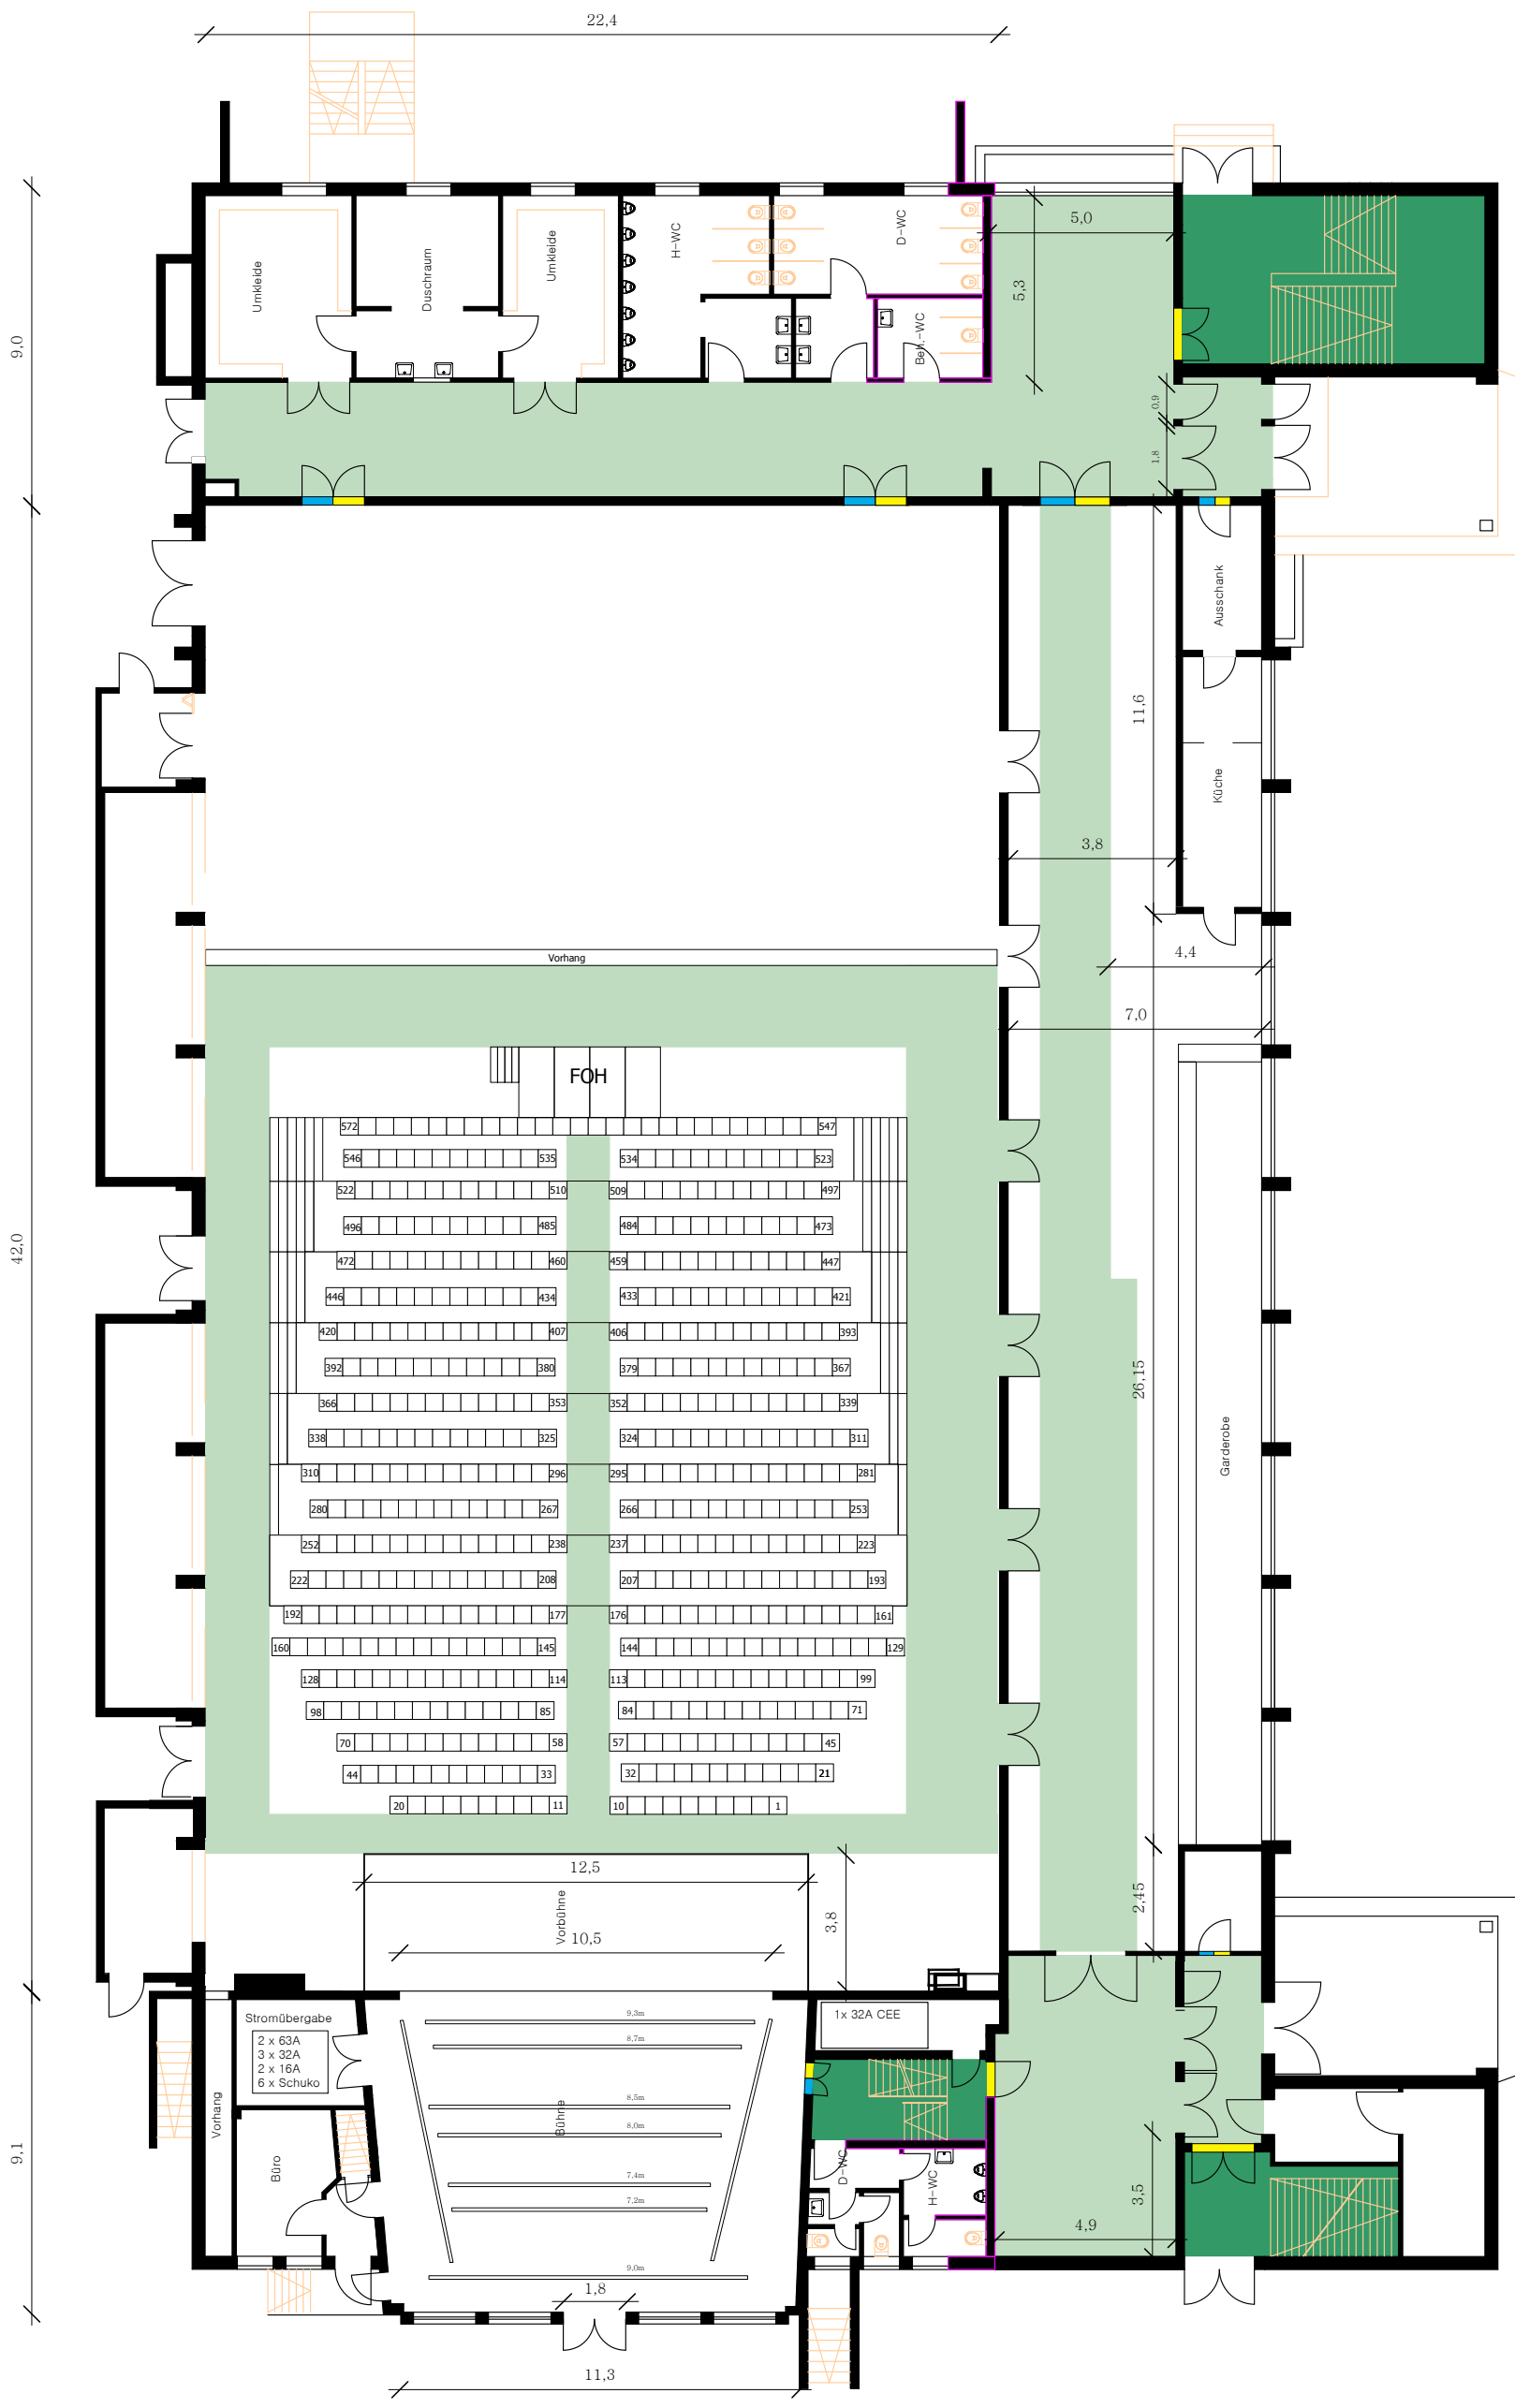 22,4
5,0
5,3
9,0
Umkleide
Duschraum
Umkleide
H-WC
D-WC
Beh.-WC
0,9
1,8
Ausschank
11,6
Küche
3,8
4,4
7,0
Vorhang
FOH
572 547
546 535 534 523
522 510 509 497
496 485 484 473
472 460 459 447
446 434 433 421
420 407 406 393
392 380 379 367
366 353 352 339
338 325 324 311
310 296 295 281
280 267 266 253
252 238 237 223
222 208 207 193
192 177 176 161
160 145 144 129
128 114 113 99
98 85 84 71
70 58 57 45
44 33 32 21
20 11 10 1
42,0
26,15
Garderobe
2,45
12,5
Vorbühne
10,5
3,8
Stromübergabe
2 x 63A
3 x 32A
2 x 16A
6 x Schuko
1x 32A CEE
9,3m
8,7m
8,5m
8,0m
Bühne
7,4m
7,2m
9,0m
Vorhang
Büro
D-WC
H-WC
9,1
3,5
4,9
1,8
11,3